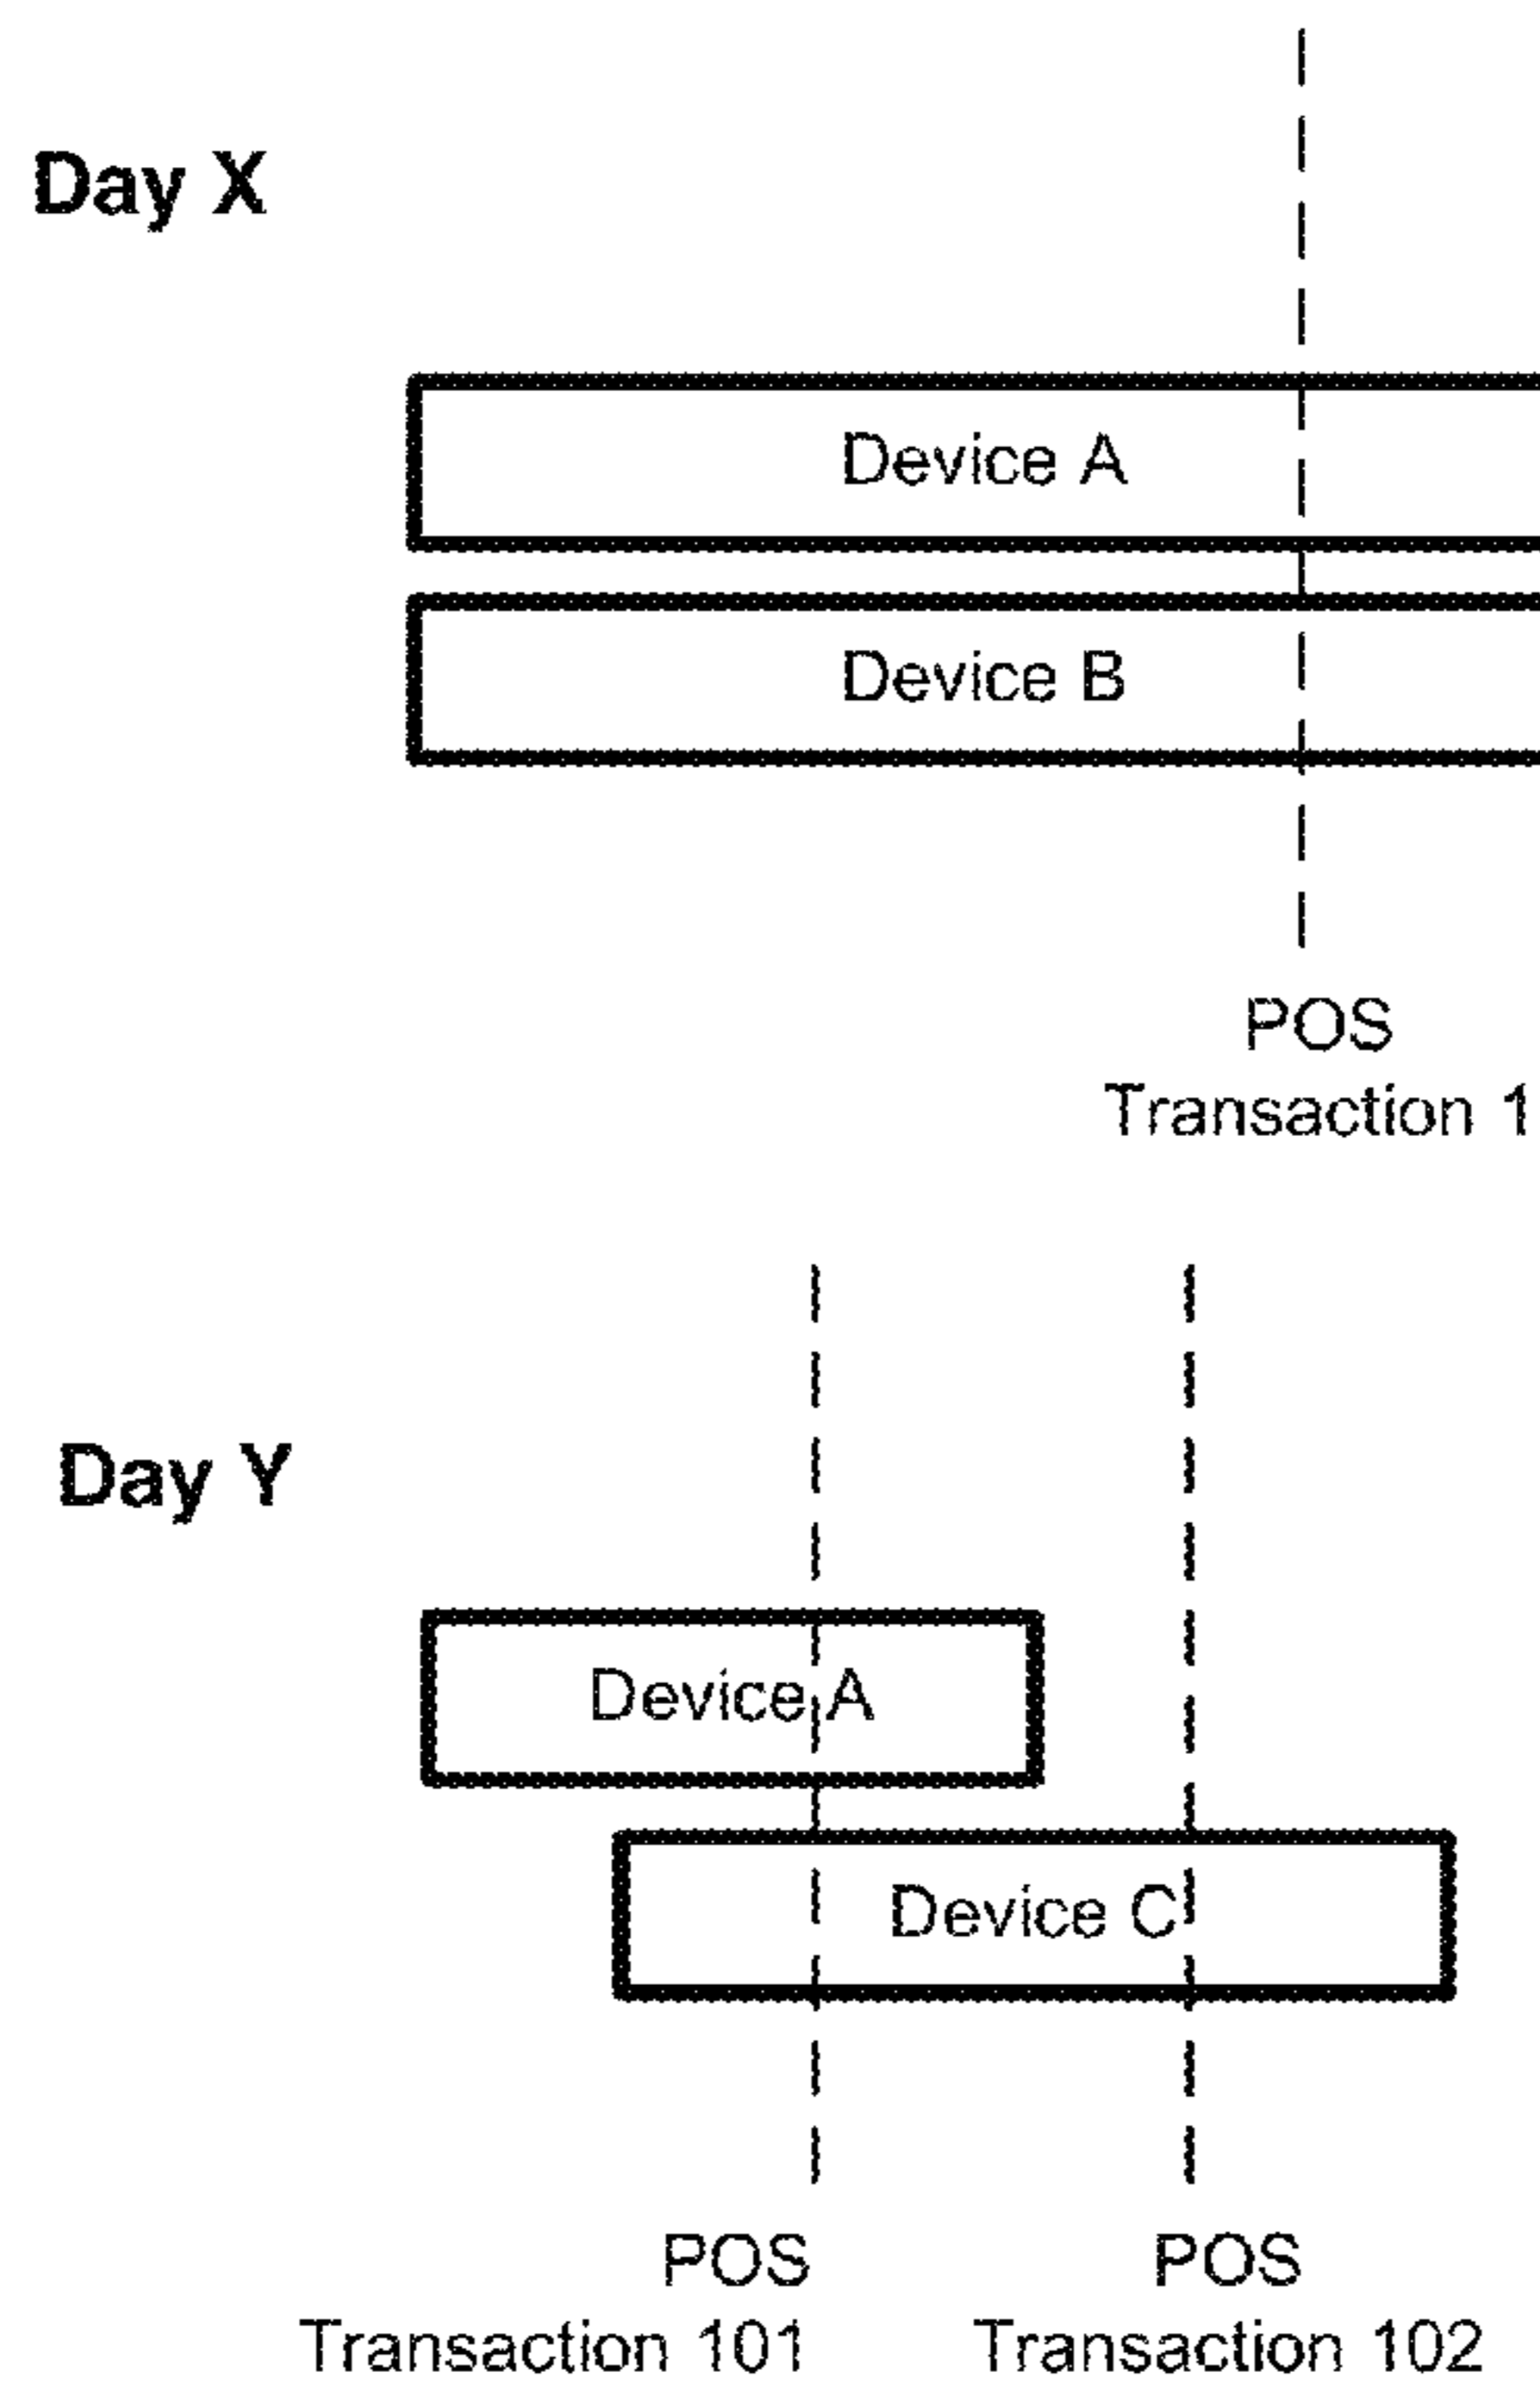 Day X
Device A
Device B
POS
Transaction 1
Day Y
Device A
Device C
POS
Transaction 101
POS
Transaction 102